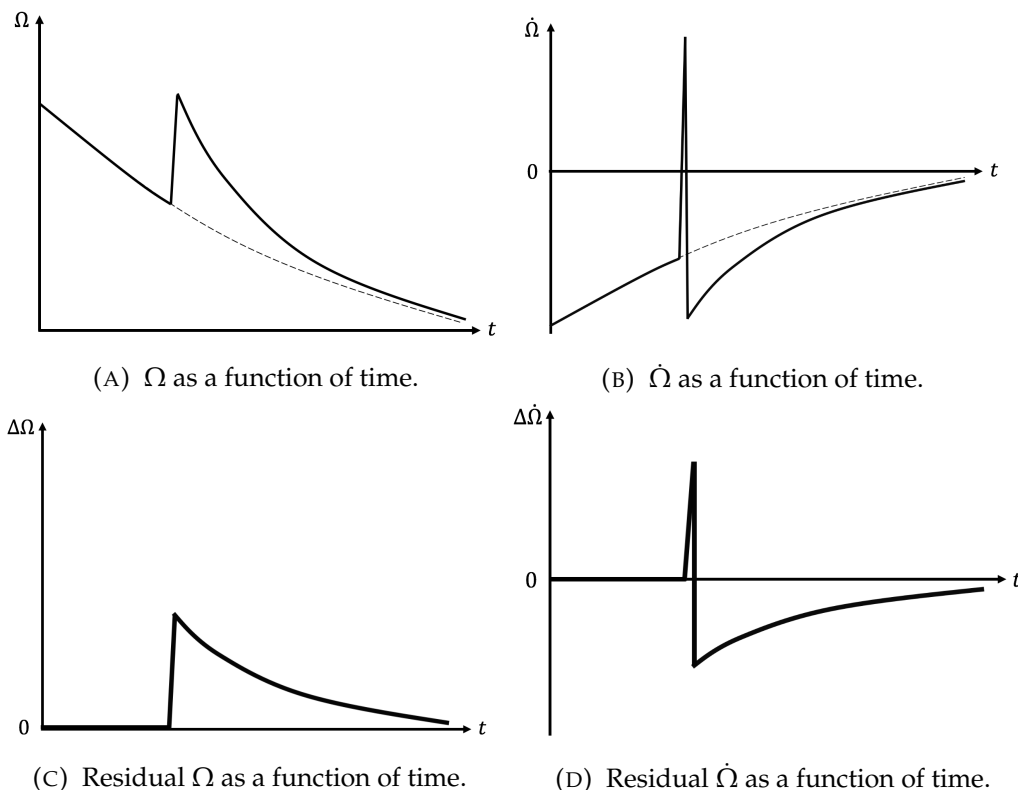 Ω
t
(A) Ω as a function of time.
Ω̇
0
t
(B) Ω̇ as a function of time.
ΔΩ
0
t
(C) Residual Ω as a function of time.
ΔΩ̇
0
t
(D) Residual Ω̇ as a function of time.